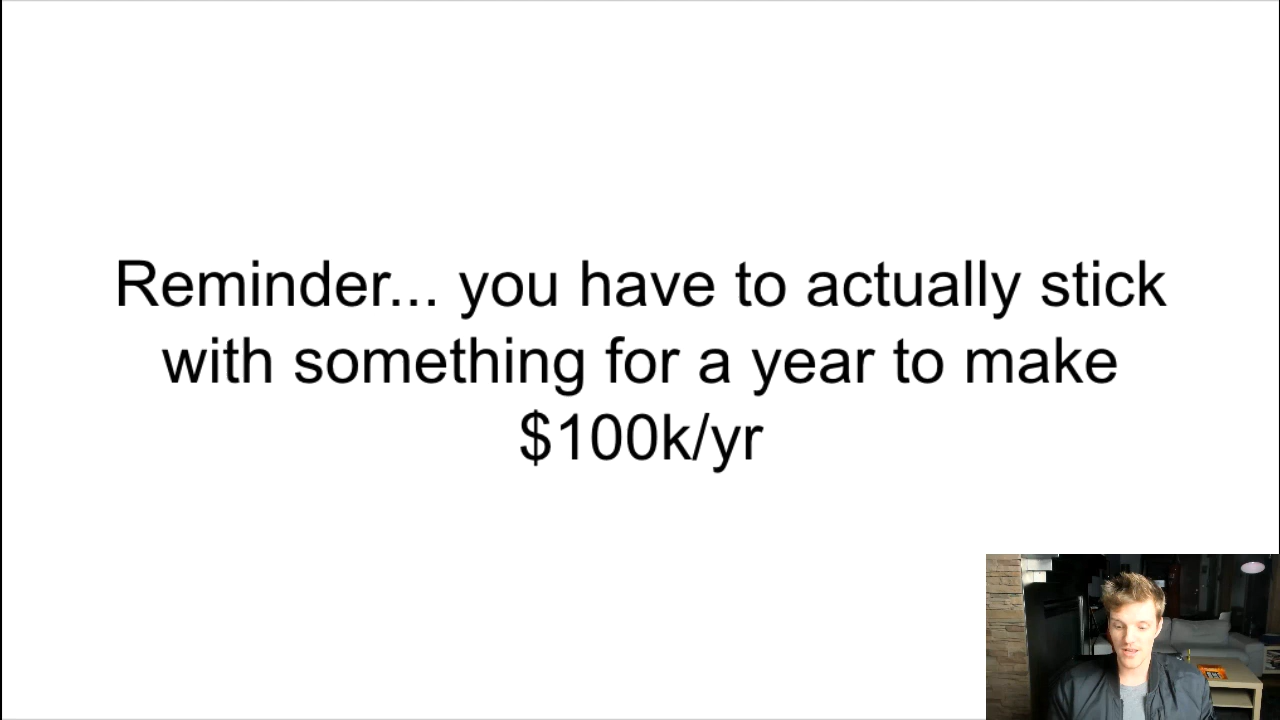 Reminder... you have to actually stick
with something for a year to make
$100k/yr